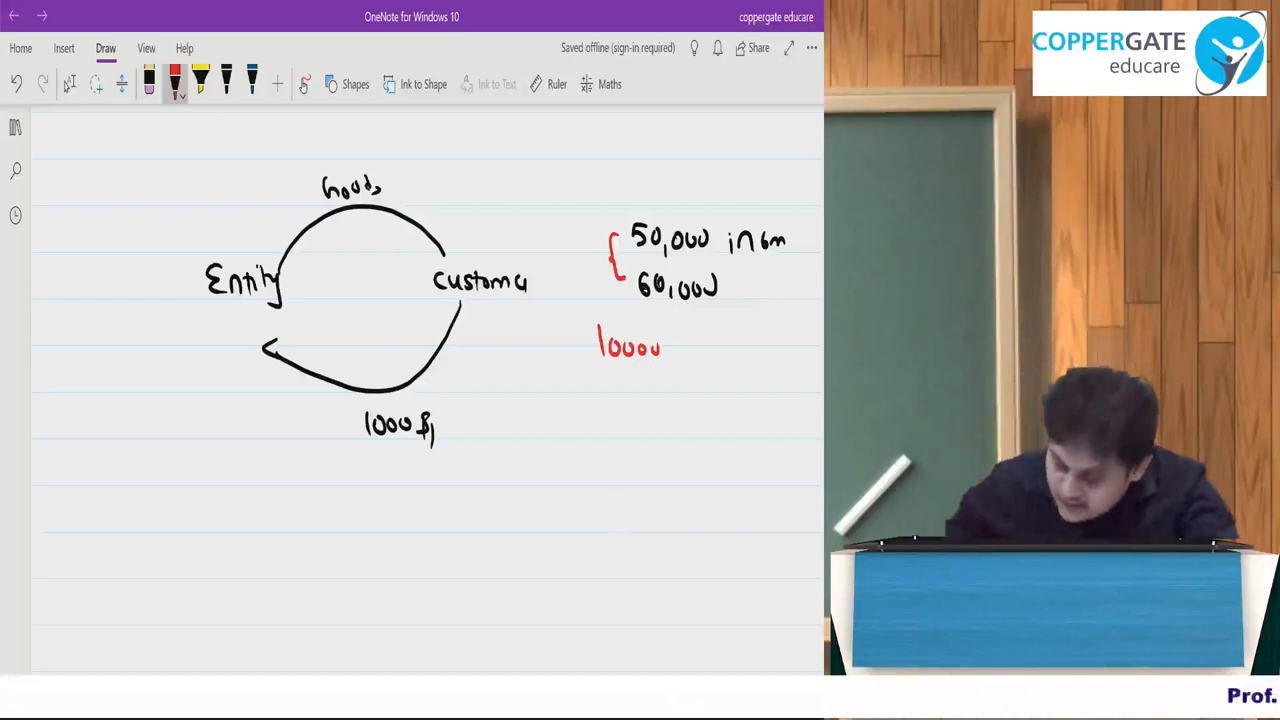 OneNote for Windows 10
coppergate educare
Home Insert Draw View Help
Saved offline (sign-in required)
Share
Shapes
Ink to Shape
Ink to Text
Ruler
Maths
COPPERGATE
educare
Goods
Entity
Custome
1000 $,
50,000 in 6m
60,000
10000
Prof.